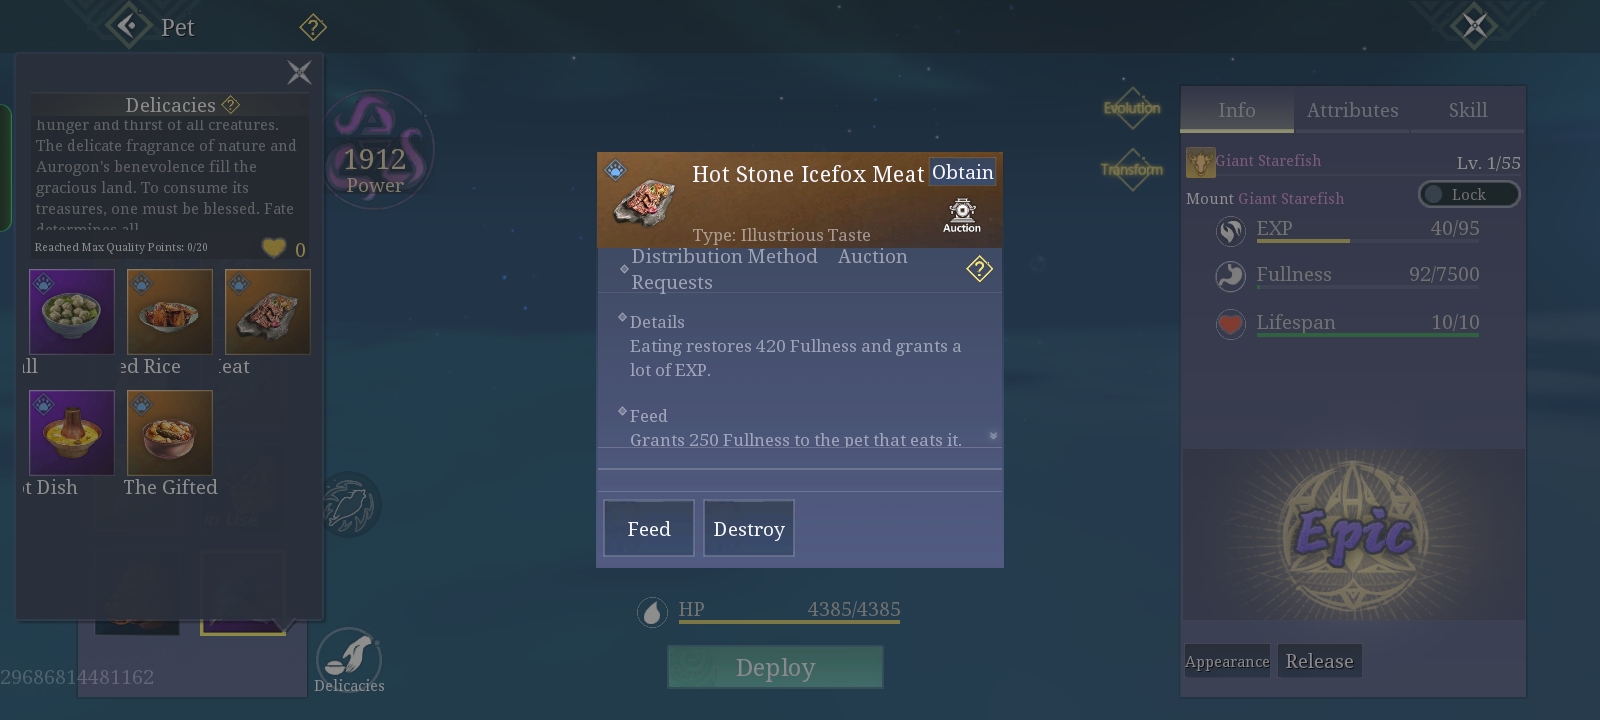 Pet
Delicacies
hunger and thirst of all creatures.
The delicate fragrance of nature and
Aurogon's benevolence fill the
gracious land. To consume its
treasures, one must be blessed. Fate
determines all
Reached Max Quality Points: 0/20
0
ed Rice
eat
t Dish
The Gifted
In Use
29686814481162
Delicacies
1912
Power
Hot Stone Icefox Meat
Obtain
Auction
Type: Illustrious Taste
Distribution Method Auction
Requests
Details
Eating restores 420 Fullness and grants a
lot of EXP.
Feed
Grants 250 Fullness to the pet that eats it.
Feed
Destroy
HP 4385/4385
Deploy
Evolution
Transform
Info
Attributes
Skill
Giant Starefish
Lv. 1/55
Mount Giant Starefish
Lock
EXP 40/95
Fullness 92/7500
Lifespan 10/10
Epic
Appearance
Release